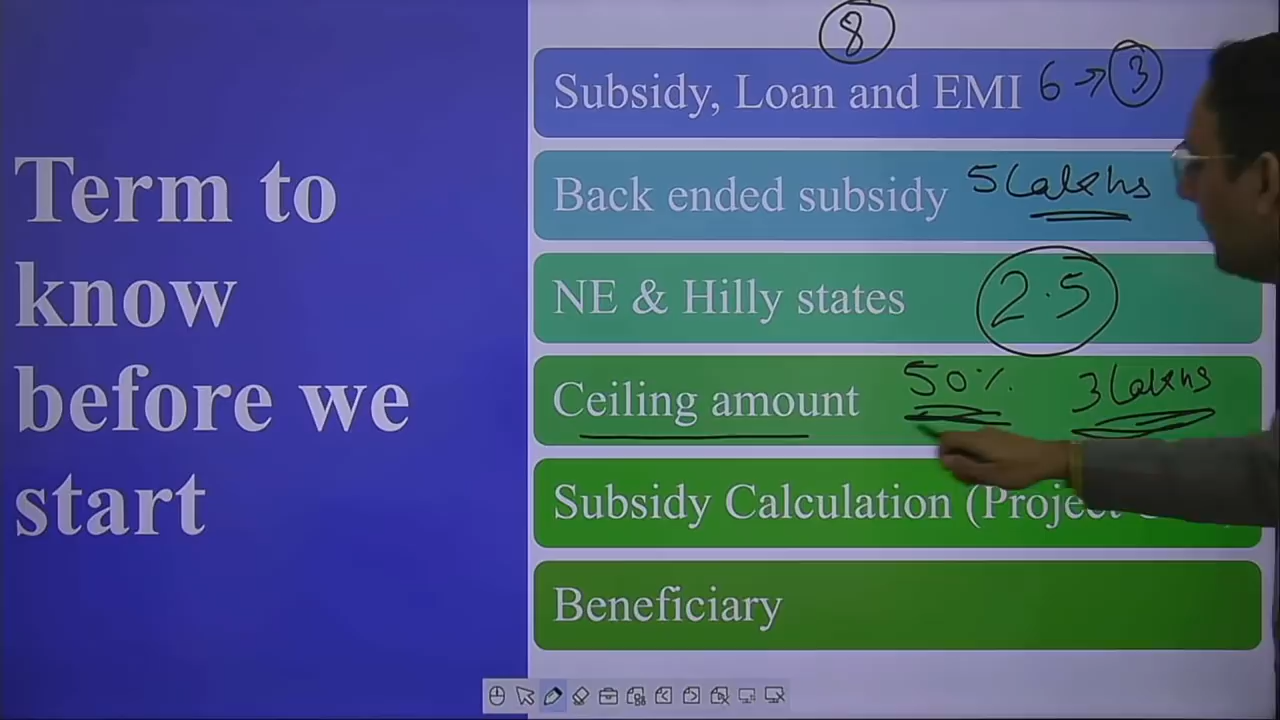 Term to
know
before we
start
8
Subsidy, Loan and EMI 6 → 3
Back ended subsidy 5 Lakhs
NE & Hilly states 2.5
Ceiling amount 50% 3 Lakhs
Subsidy Calculation (Project
Beneficiary